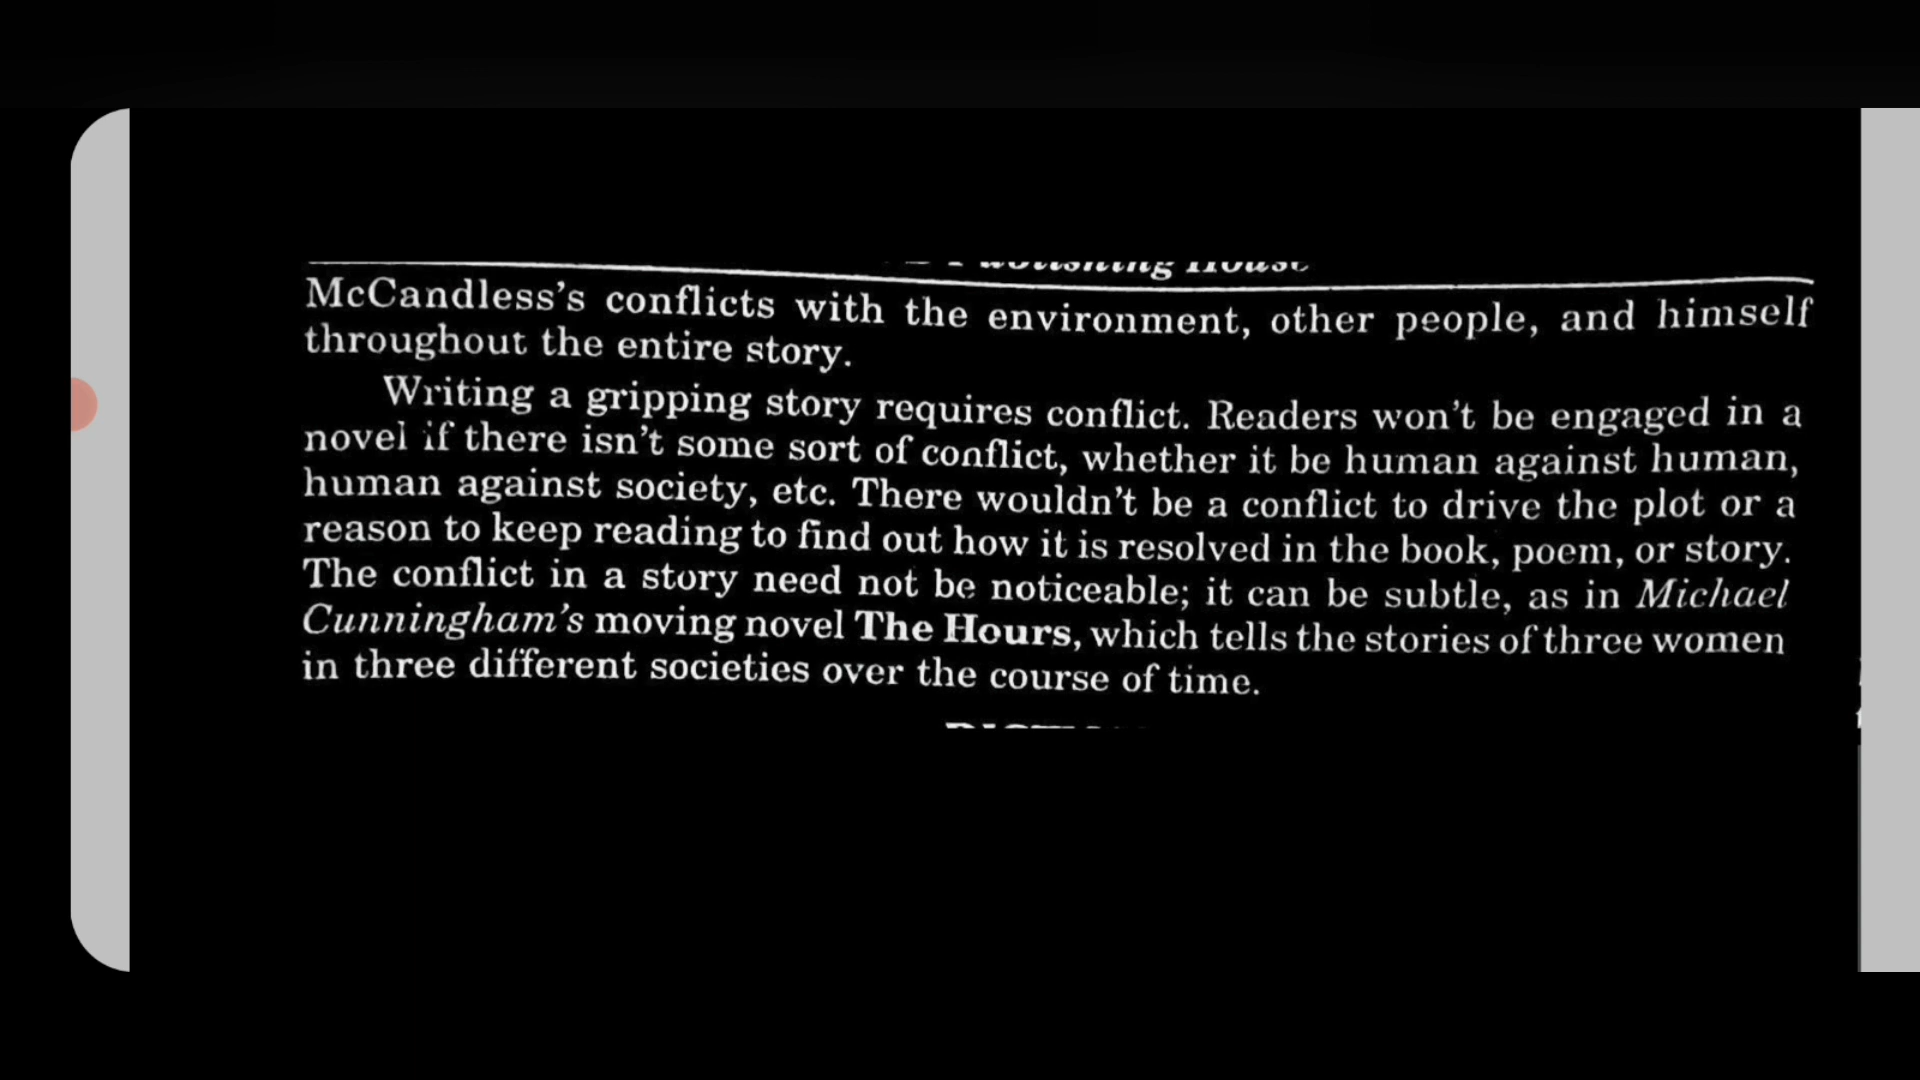 Publishing House
McCandless's conflicts with the environment, other people, and himself
throughout the entire story.
Writing a gripping story requires conflict. Readers won't be engaged in a
novel if there isn't some sort of conflict, whether it be human against human,
human against society, etc. There wouldn't be a conflict to drive the plot or a
reason to keep reading to find out how it is resolved in the book, poem, or story.
The conflict in a story need not be noticeable; it can be subtle, as in Michael
Cunningham's moving novel The Hours, which tells the stories of three women
in three different societies over the course of time.